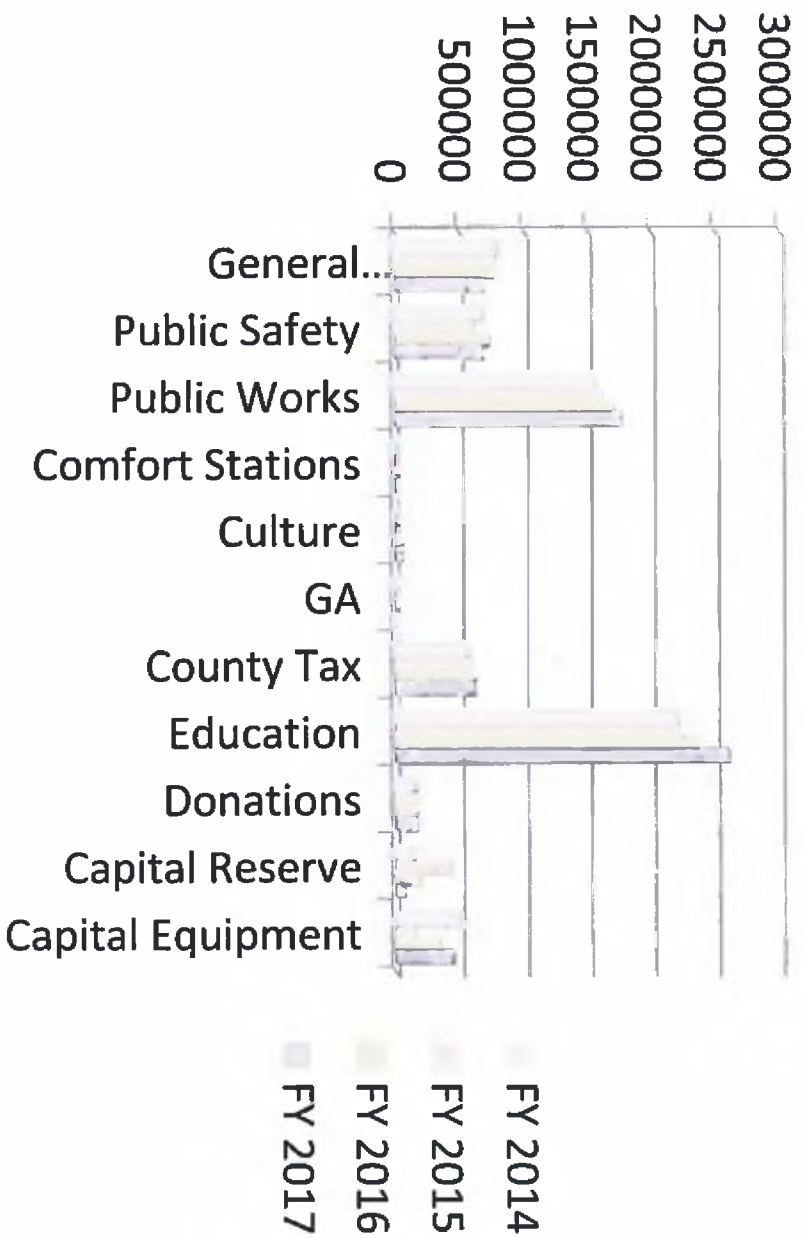 3000000
2500000
2000000
1500000
1000000
500000
0
General...
Public Safety
Public Works
Comfort Stations
Culture
GA
County Tax
Education
Donations
Capital Reserve
Capital Equipment
FY 2014
FY 2015
FY 2016
FY 2017